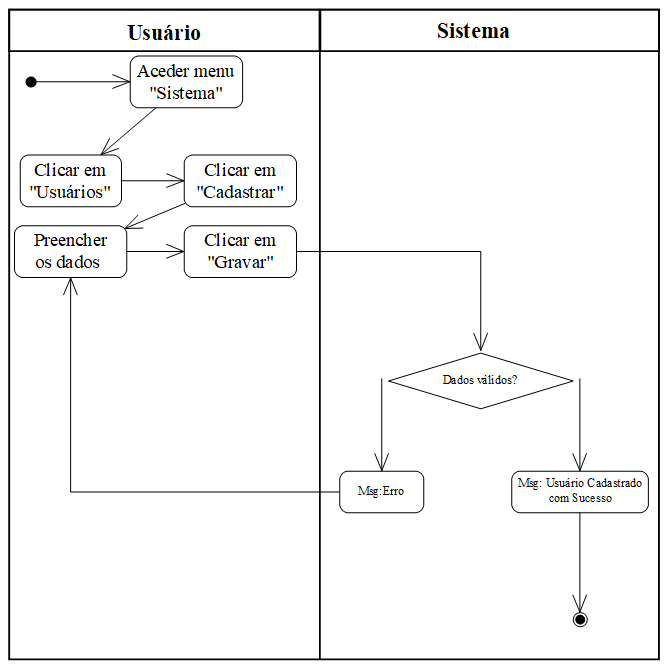 Usuário
Sistema
Aceder menu
"Sistema"
Clicar em
"Usuários"
Clicar em
"Cadastrar"
Preencher
os dados
Clicar em
"Gravar"
Dados válidos?
Msg:Erro
Msg: Usuário Cadastrado
com Sucesso